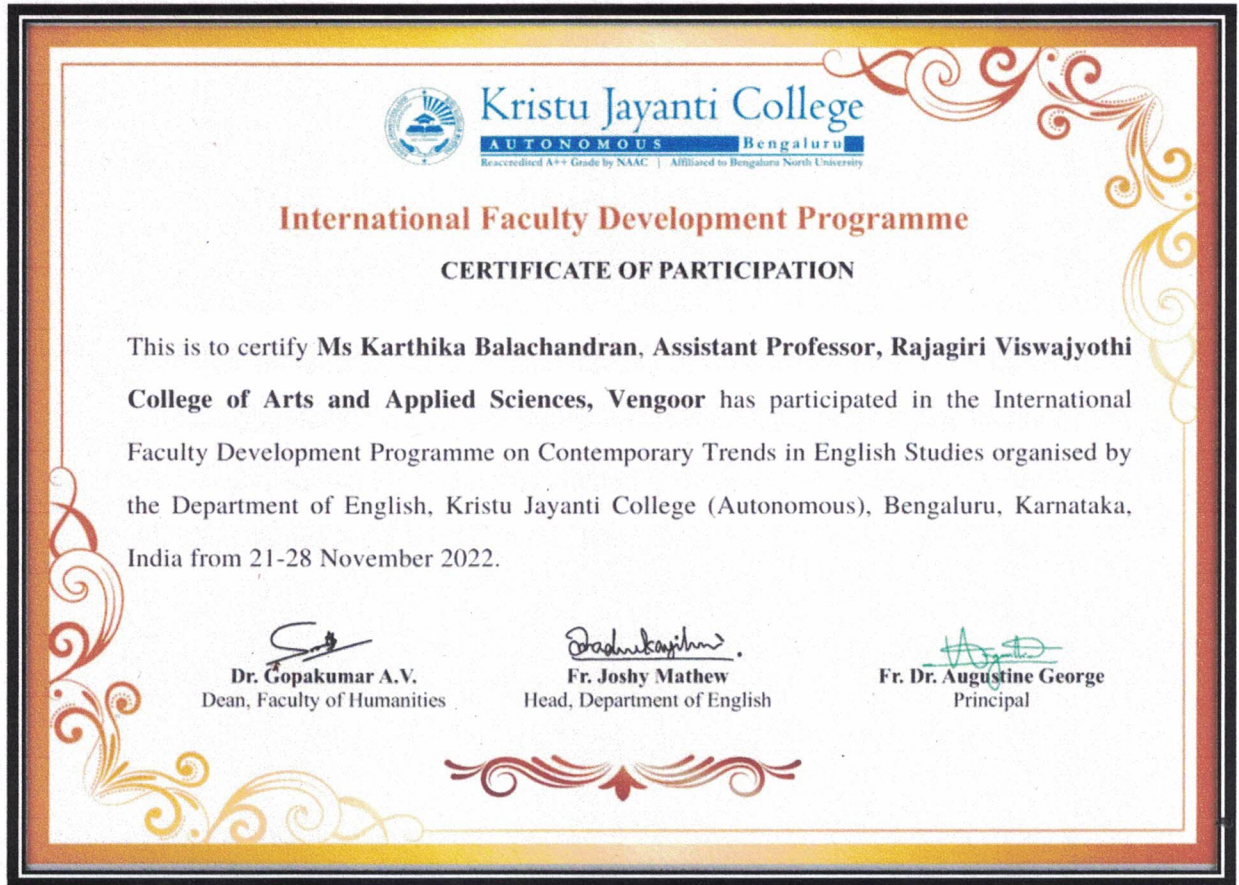 Kristu Jayanti College
AUTONOMOUS Bengaluru
Reaccredited A++ Grade by NAAC | Affiliated to Bengaluru North University
International Faculty Development Programme
CERTIFICATE OF PARTICIPATION
This is to certify Ms Karthika Balachandran, Assistant Professor, Rajagiri Viswajyothi
College of Arts and Applied Sciences, Vengoor has participated in the International
Faculty Development Programme on Contemporary Trends in English Studies organised by
the Department of English, Kristu Jayanti College (Autonomous), Bengaluru, Karnataka,
India from 21-28 November 2022.
Dr. Gopakumar A.V.
Dean, Faculty of Humanities
Fr. Joshy Mathew
Head, Department of English
Fr. Dr. Augustine George
Principal